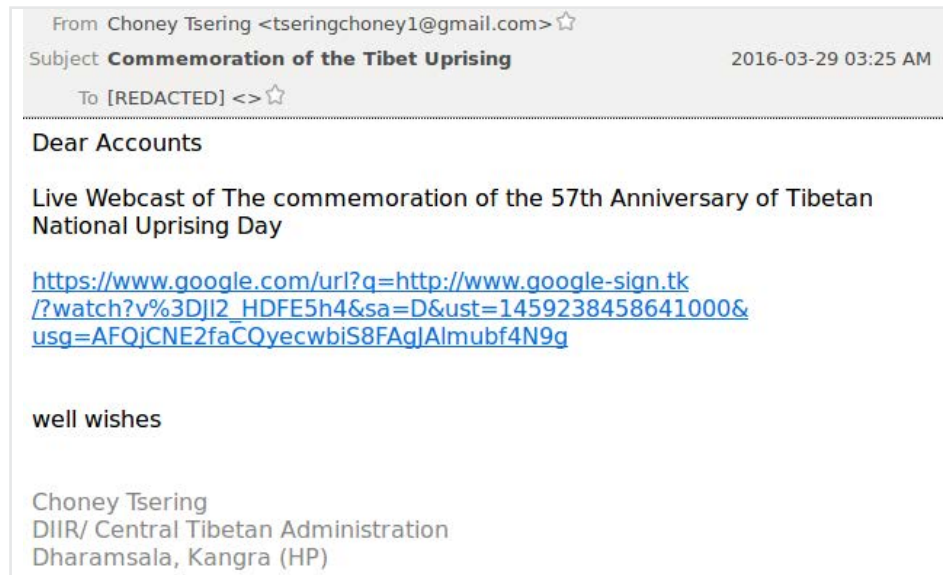 From Choney Tsering <tseringchoney1@gmail.com>
Subject Commemoration of the Tibet Uprising 2016-03-29 03:25 AM
To [REDACTED] <>
Dear Accounts
Live Webcast of The commemoration of the 57th Anniversary of Tibetan
National Uprising Day
https://www.google.com/url?q=http://www.google-sign.tk
/?watch?v%3DJI2_HDFE5h4&sa=D&ust=1459238458641000&
usg=AFQjCNE2faCQyecwbiS8FAgJAlmubf4N9g
well wishes
Choney Tsering
DIIR/ Central Tibetan Administration
Dharamsala, Kangra (HP)